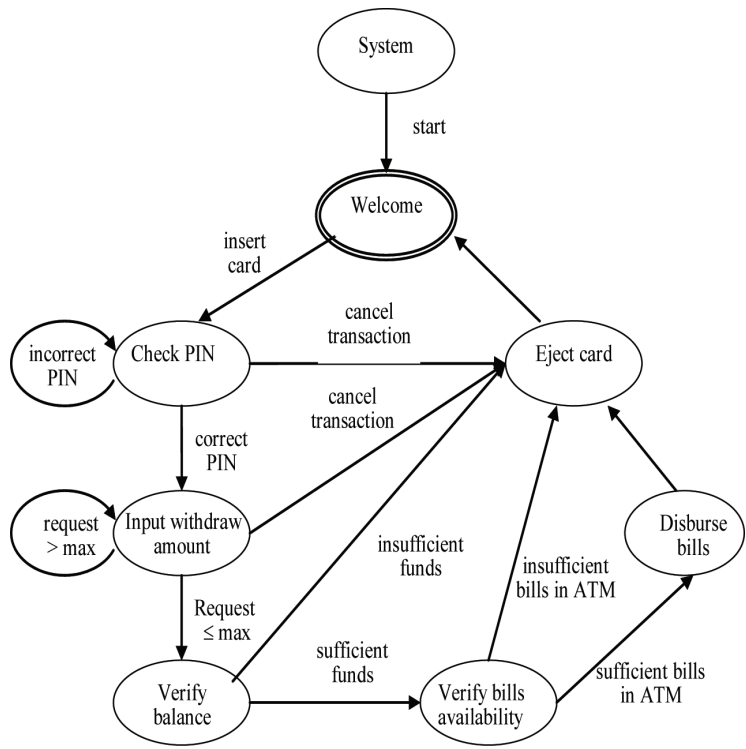 System
start
Welcome
insert
card
cancel
transaction
incorrect
PIN
Check PIN
Eject card
cancel
transaction
correct
PIN
request
> max
Input withdraw
amount
insufficient
funds
insufficient
bills in ATM
Disburse
bills
Request
≤ max
sufficient
funds
sufficient bills
in ATM
Verify
balance
Verify bills
availability